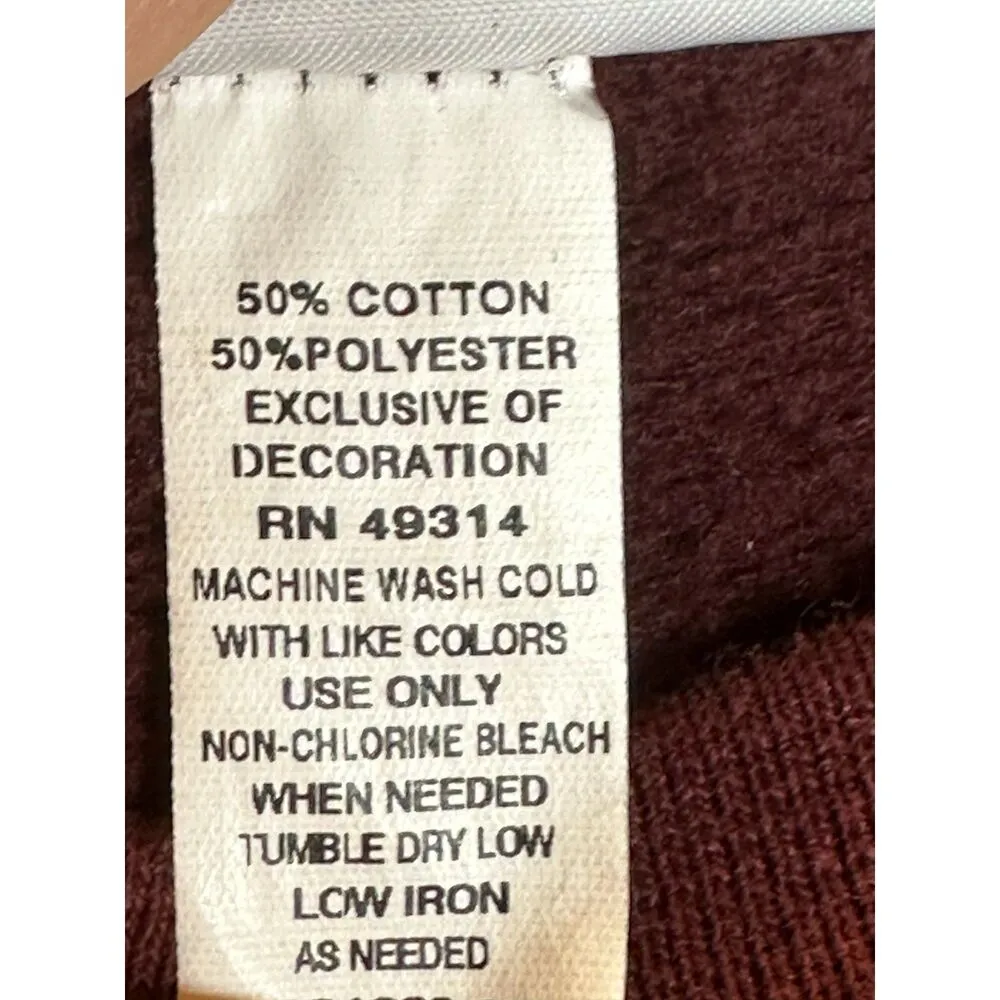 50% COTTON
50%POLYESTER
EXCLUSIVE OF
DECORATION
RN 49314
MACHINE WASH COLD
WITH LIKE COLORS
USE ONLY
NON-CHLORINE BLEACH
WHEN NEEDED
TUMBLE DRY LOW
LOW IRON
AS NEEDED